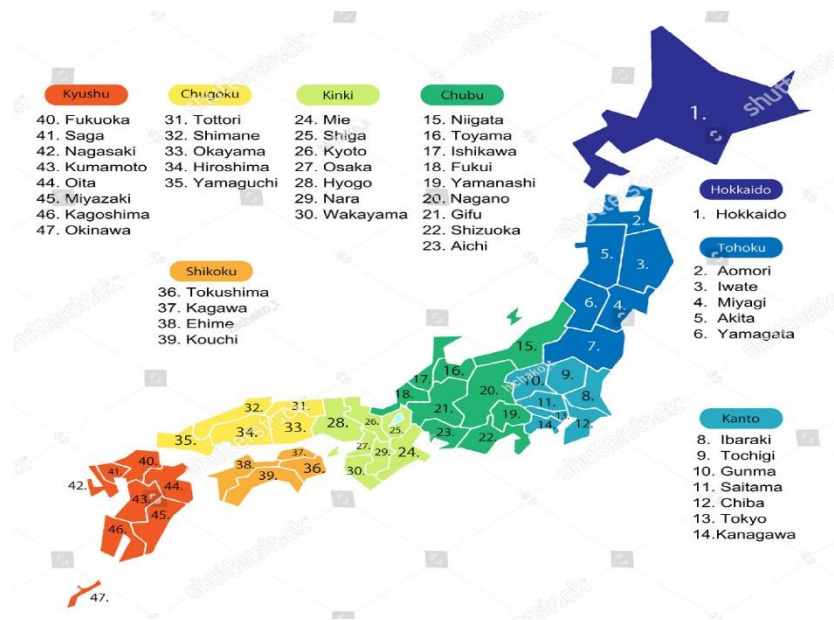 Kyushu
40. Fukuoka
41. Saga
42. Nagasaki
43. Kumamoto
44. Oita
45. Miyazaki
46. Kagoshima
47. Okinawa
Chugoku
31. Tottori
32. Shimane
33. Okayama
34. Hiroshima
35. Yamaguchi
Kinki
24. Mie
25. Shiga
26. Kyoto
27. Osaka
28. Hyogo
29. Nara
30. Wakayama
Chubu
15. Niigata
16. Toyama
17. Ishikawa
18. Fukui
19. Yamanashi
20. Nagano
21. Gifu
22. Shizuoka
23. Aichi
Shikoku
36. Tokushima
37. Kagawa
38. Ehime
39. Kouchi
Hokkaido
1. Hokkaido
Tohoku
2. Aomori
3. Iwate
4. Miyagi
5. Akita
6. Yamagata
Kanto
8. Ibaraki
9. Tochigi
10. Gunma
11. Saitama
12. Chiba
13. Tokyo
14.Kanagawa
1.
2.
5.
3.
6.
4.
7.
15.
9.
10.
8.
11.
13.
12.
14.
16.
17.
18.
20.
21.
19.
23.
22.
32.
31.
35.
34.
33.
28.
26.
25.
27.
29.
24.
30.
37.
38.
36.
39.
40.
41.
42.
44.
43.
45.
46.
47.
shutterstock
hchako_t